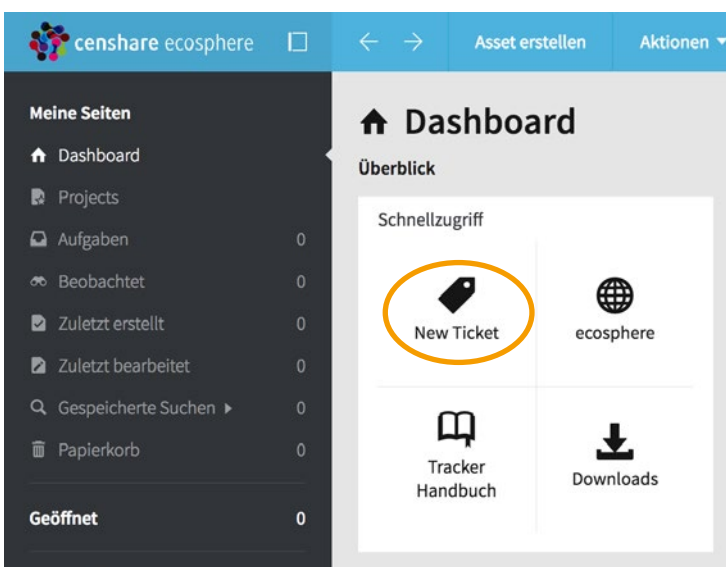 censhare ecosphere
Asset erstellen
Aktionen
Meine Seiten
Dashboard
Projects
Aufgaben 0
Beobachtet 0
Zuletzt erstellt 0
Zuletzt bearbeitet 0
Gespeicherte Suchen 0
Papierkorb 0
Geöffnet 0
Dashboard
Überblick
Schnellzugriff
New Ticket
ecosphere
Tracker
Handbuch
Downloads